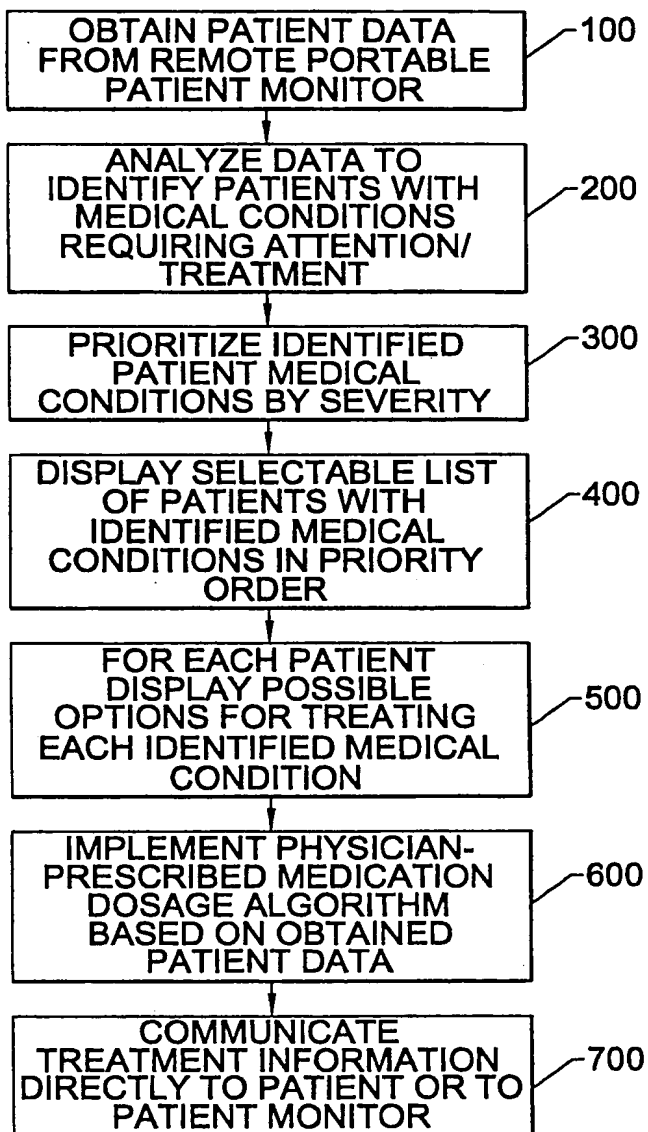 OBTAIN PATIENT DATA
FROM REMOTE PORTABLE
PATIENT MONITOR
100
ANALYZE DATA TO
IDENTIFY PATIENTS WITH
MEDICAL CONDITIONS
REQUIRING ATTENTION/
TREATMENT
200
PRIORITIZE IDENTIFIED
PATIENT MEDICAL
CONDITIONS BY SEVERITY
300
DISPLAY SELECTABLE LIST
OF PATIENTS WITH
IDENTIFIED MEDICAL
CONDITIONS IN PRIORITY
ORDER
400
FOR EACH PATIENT
DISPLAY POSSIBLE
OPTIONS FOR TREATING
EACH IDENTIFIED MEDICAL
CONDITION
500
IMPLEMENT PHYSICIAN-
PRESCRIBED MEDICATION
DOSAGE ALGORITHM
BASED ON OBTAINED
PATIENT DATA
600
COMMUNICATE
TREATMENT INFORMATION
DIRECTLY TO PATIENT OR TO
PATIENT MONITOR
700